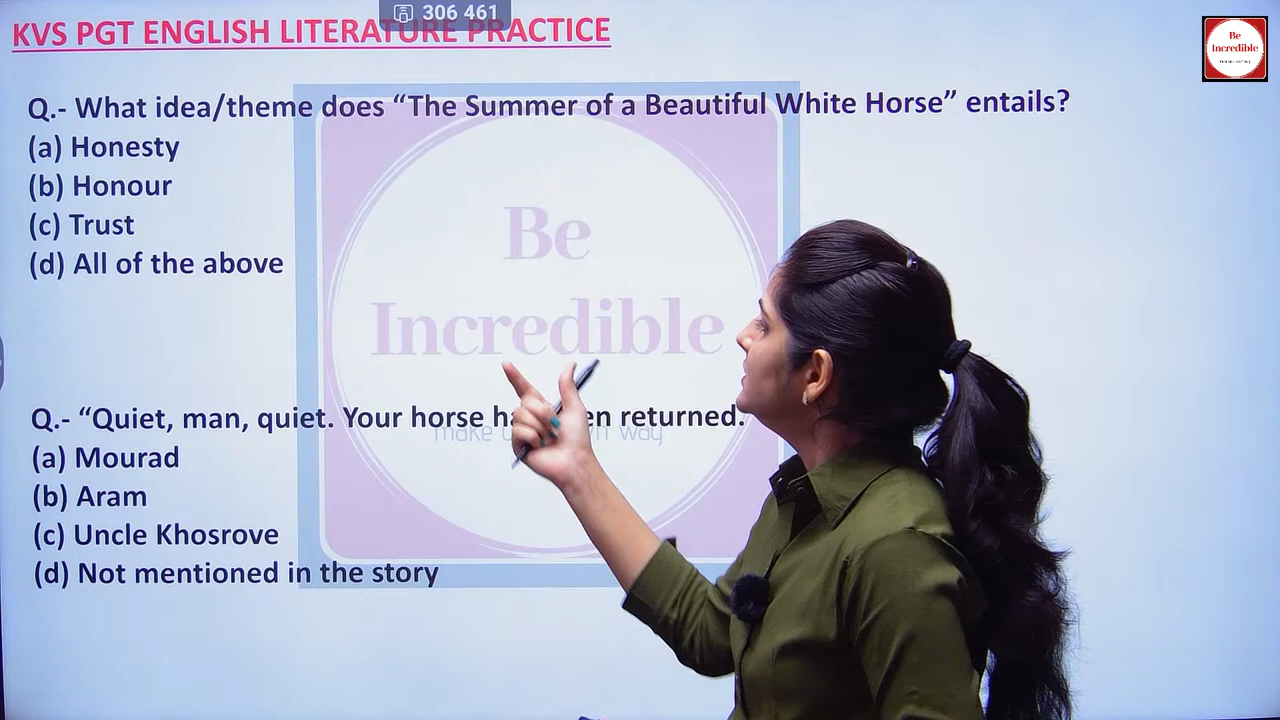 306 461
KVS PGT ENGLISH LITERATURE PRACTICE
Be
Incredible
Q.- What idea/theme does “The Summer of a Beautiful White Horse” entails?
(a) Honesty
(b) Honour
(c) Trust
(d) All of the above
Be
Incredible
make way
Q.- “Quiet, man, quiet. Your horse returned.
(a) Mourad
(b) Aram
(c) Uncle Khosrove
(d) Not mentioned in the story